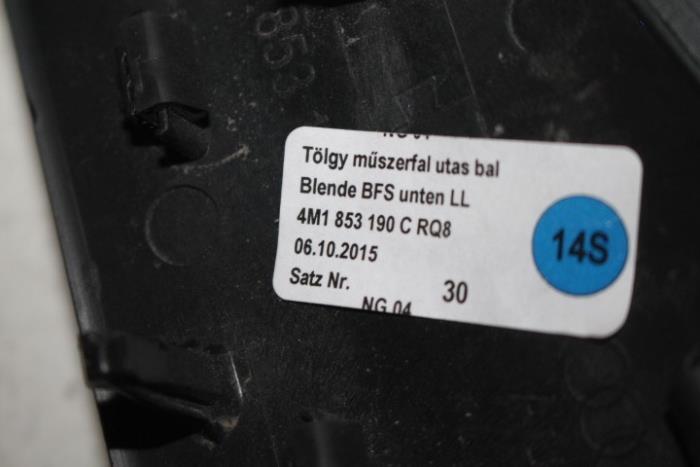 853
Tölgy műszerfal utas bal
Blende BFS unten LL
4M1 853 190 C RQ8
06.10.2015
Satz Nr. 30
14S
NG 04